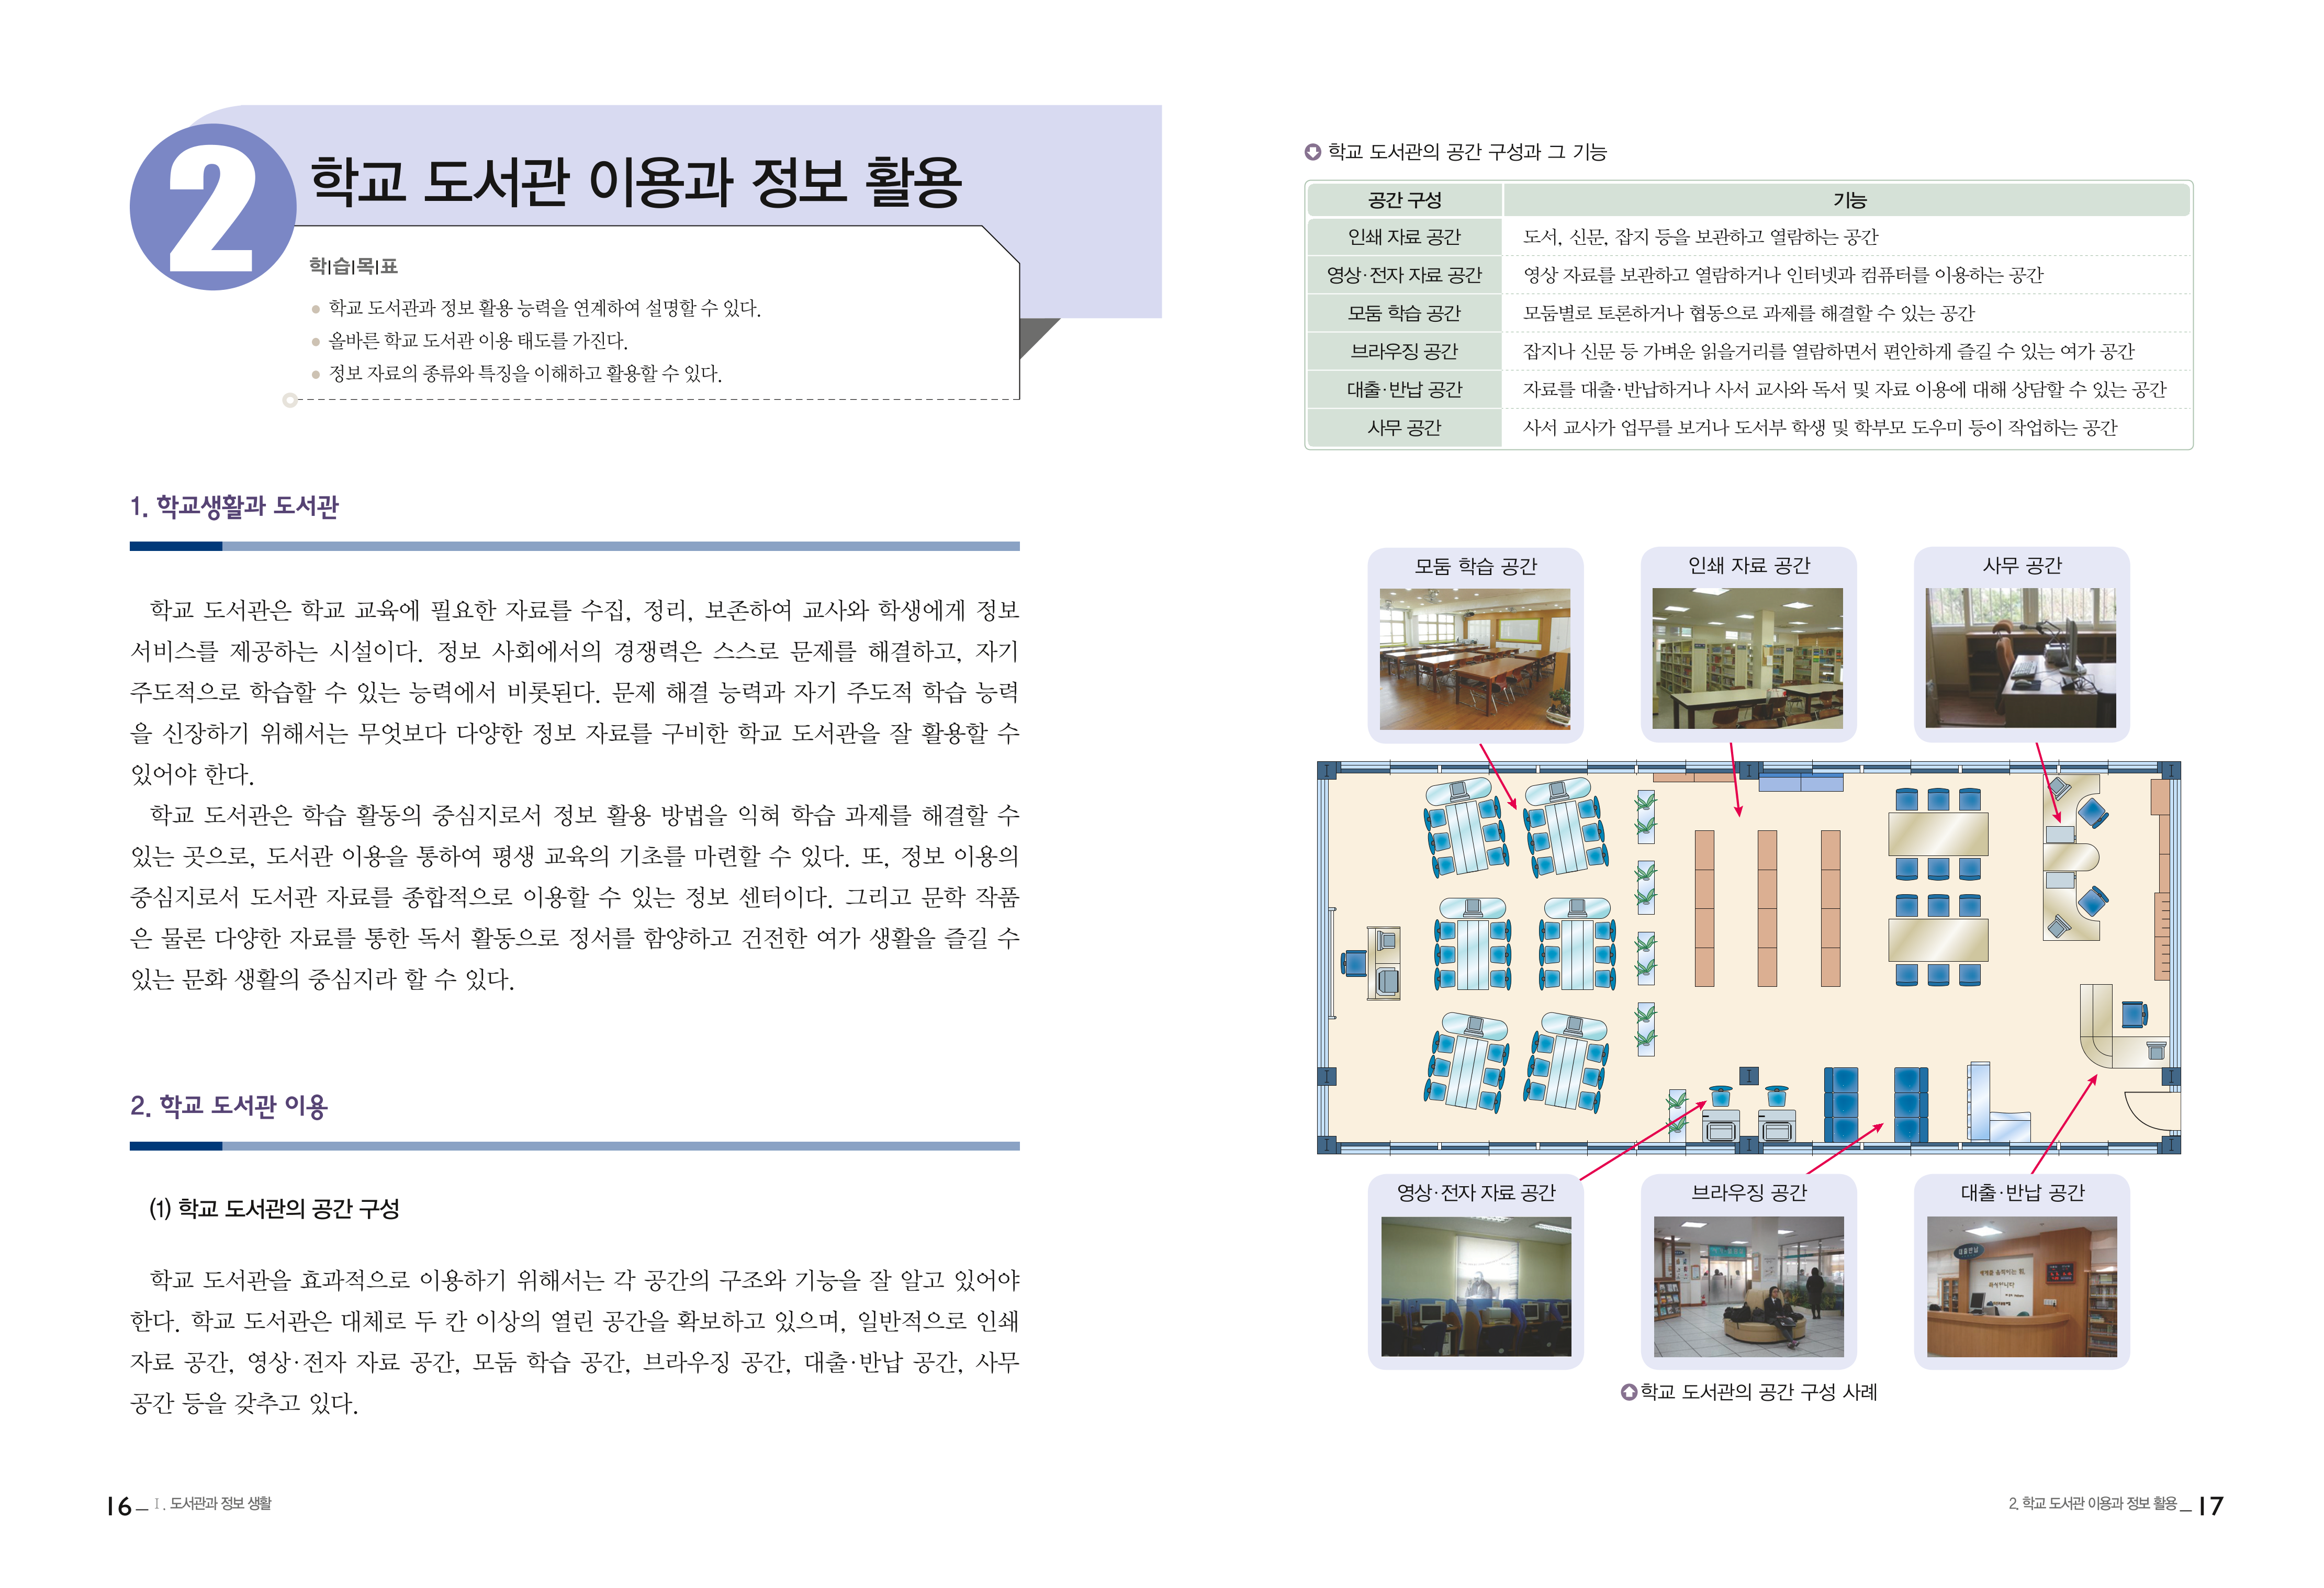 2
학교 도서관 이용과 정보 활용
학|습|목|표
학교 도서관과 정보 활용 능력을 연계하여 설명할 수 있다.
올바른 학교 도서관 이용 태도를 가진다.
정보 자료의 종류와 특징을 이해하고 활용할 수 있다.
1. 학교생활과 도서관
학교 도서관은 학교 교육에 필요한 자료를 수집, 정리, 보존하여 교사와 학생에게 정보
서비스를 제공하는 시설이다. 정보 사회에서의 경쟁력은 스스로 문제를 해결하고, 자기
주도적으로 학습할 수 있는 능력에서 비롯된다. 문제 해결 능력과 자기 주도적 학습 능력
을 신장하기 위해서는 무엇보다 다양한 정보 자료를 구비한 학교 도서관을 잘 활용할 수
있어야 한다.
학교 도서관은 학습 활동의 중심지로서 정보 활용 방법을 익혀 학습 과제를 해결할 수
있는 곳으로, 도서관 이용을 통하여 평생 교육의 기초를 마련할 수 있다. 또, 정보 이용의
중심지로서 도서관 자료를 종합적으로 이용할 수 있는 정보 센터이다. 그리고 문학 작품
은 물론 다양한 자료를 통한 독서 활동으로 정서를 함양하고 건전한 여가 생활을 즐길 수
있는 문화 생활의 중심지라 할 수 있다.
2. 학교 도서관 이용
(1) 학교 도서관의 공간 구성
학교 도서관을 효과적으로 이용하기 위해서는 각 공간의 구조와 기능을 잘 알고 있어야
한다. 학교 도서관은 대체로 두 칸 이상의 열린 공간을 확보하고 있으며, 일반적으로 인쇄
자료 공간, 영상·전자 자료 공간, 모둠 학습 공간, 브라우징 공간, 대출·반납 공간, 사무
공간 등을 갖추고 있다.
16_ Ⅰ. 도서관과 정보 생활
학교 도서관의 공간 구성과 그 기능
공간 구성 기능
인쇄 자료 공간 도서, 신문, 잡지 등을 보관하고 열람하는 공간
영상·전자 자료 공간 영상 자료를 보관하고 열람하거나 인터넷과 컴퓨터를 이용하는 공간
모둠 학습 공간 모둠별로 토론하거나 협동으로 과제를 해결할 수 있는 공간
브라우징 공간 잡지나 신문 등 가벼운 읽을거리를 열람하면서 편안하게 즐길 수 있는 여가 공간
대출·반납 공간 자료를 대출·반납하거나 사서 교사와 독서 및 자료 이용에 대해 상담할 수 있는 공간
사무 공간 사서 교사가 업무를 보거나 도서부 학생 및 학부모 도우미 등이 작업하는 공간
모둠 학습 공간 인쇄 자료 공간 사무 공간
영상·전자 자료 공간 브라우징 공간 대출·반납 공간
대출반납
학교 도서관의 공간 구성 사례
2. 학교 도서관 이용과 정보 활용_ 17